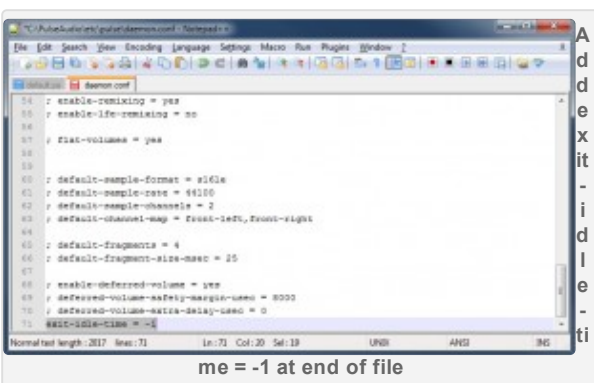 "C:\PulseAudio\etc\pulse\daemon.conf - Notepad++
File Edit Search View Encoding Language Settings Macro Run Plugins Window ? X
default.pa daemon.conf
54 ; enable-remixing = yes
55 ; enable-lfe-remixing = no
56
57 ; flat-volumes = yes
58
59
60 ; default-sample-format = s16le
61 ; default-sample-rate = 44100
62 ; default-sample-channels = 2
63 ; default-channel-map = front-left,front-right
64
65 ; default-fragments = 4
66 ; default-fragment-size-msec = 25
67
68 ; enable-deferred-volume = yes
69 ; deferred-volume-safety-margin-usec = 8000
70 ; deferred-volume-extra-delay-usec = 0
71 exit-idle-time = -1
Normal text length : 2017 lines : 71 Ln : 71 Col : 20 Sel : 19 UNIX ANSI INS
A
d
d
e
x
it
-
i
d
l
e
-
ti
me = -1 at end of file